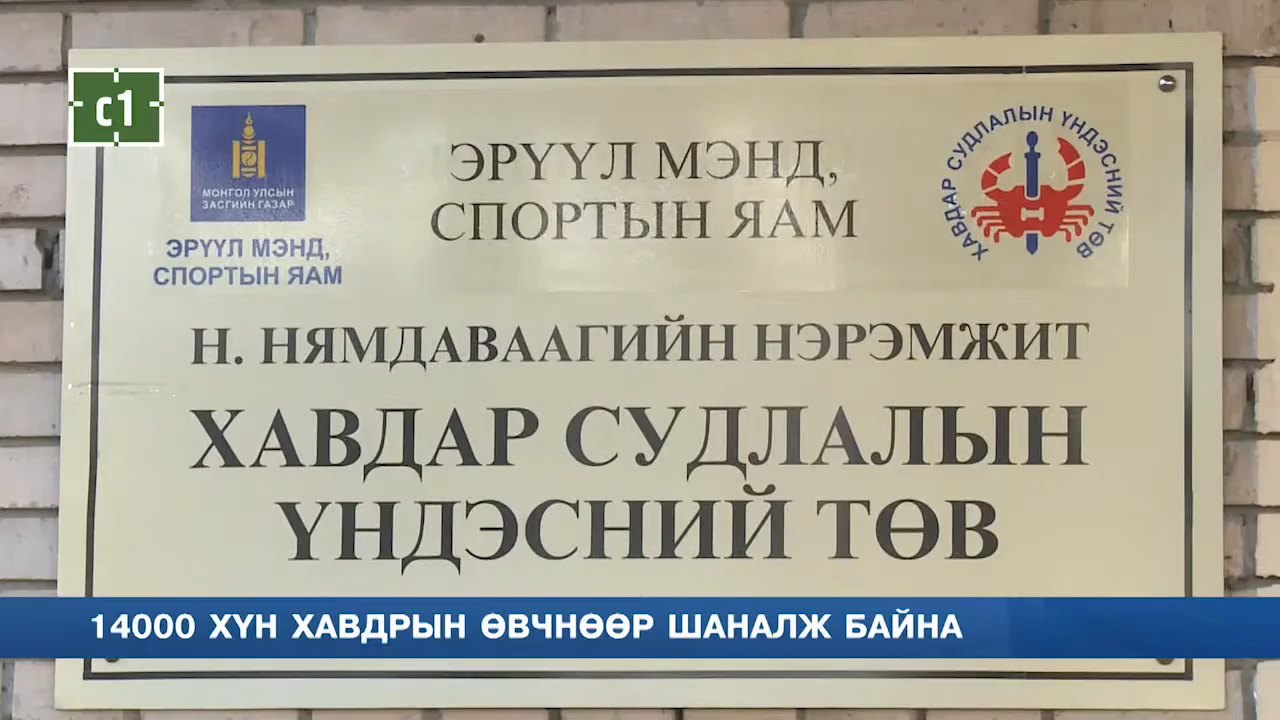 c1
МОНГОЛ УЛСЫН
ЗАСГИЙН ГАЗАР
ЭРҮҮЛ МЭНД,
СПОРТЫН ЯАМ
ЭРҮҮЛ МЭНД,
СПОРТЫН ЯАМ
ХАВДАР СУДЛАЛЫН ҮНДЭСНИЙ ТӨВ
Н. НЯМДАВААГИЙН НЭРЭМЖИТ
ХАВДАР СУДЛАЛЫН
ҮНДЭСНИЙ ТӨВ
14000 ХҮН ХАВДРЫН ӨВЧНӨӨР ШАНАЛЖ БАЙНА